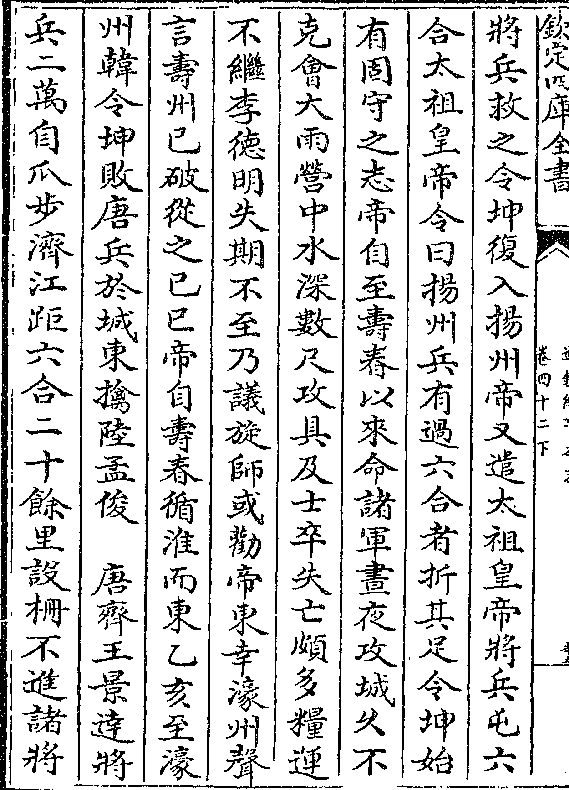 欽定四庫全書
卷四十二下
將兵救之令坤復入揚州帝又遣太祖皇帝將兵屯六
合太祖皇帝令曰揚州兵有過六合者折其足令坤始
有固守之志帝自至壽春以來命諸軍晝夜攻城久不
克會大雨營中水深數尺攻具及士卒失亡頗多糧運
不繼李德明失期不至乃議旋師或勸帝東幸濠州聲
言壽州已破從之已巳帝自壽春循淮而東乙亥至濠
州韓令坤敗唐兵於城東擒陸孟俊　唐齊王景達將
兵二萬自瓜步濟江距六合二十餘里設柵不進諸將